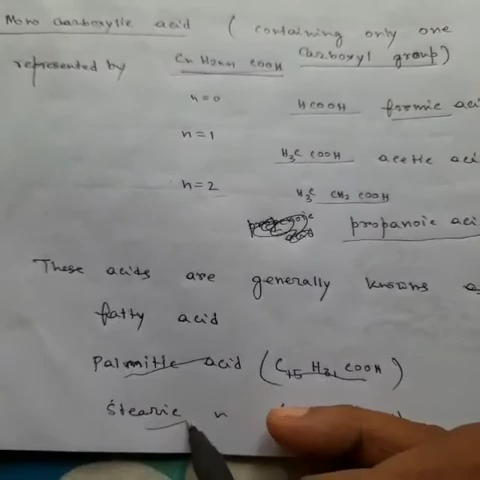 Mono carboxylic acid ( containing only one
represented by CnH2n+1 COOH carboxyl group)
n=0 HCOOH formic aci
n=1
H3C COOH acetic aci
n=2 H3C CH2 COOH
propanoic aci
These acids are generally knowns a
fatty acid
Palmitic acid (C15 H31 COOH)
Stearic "